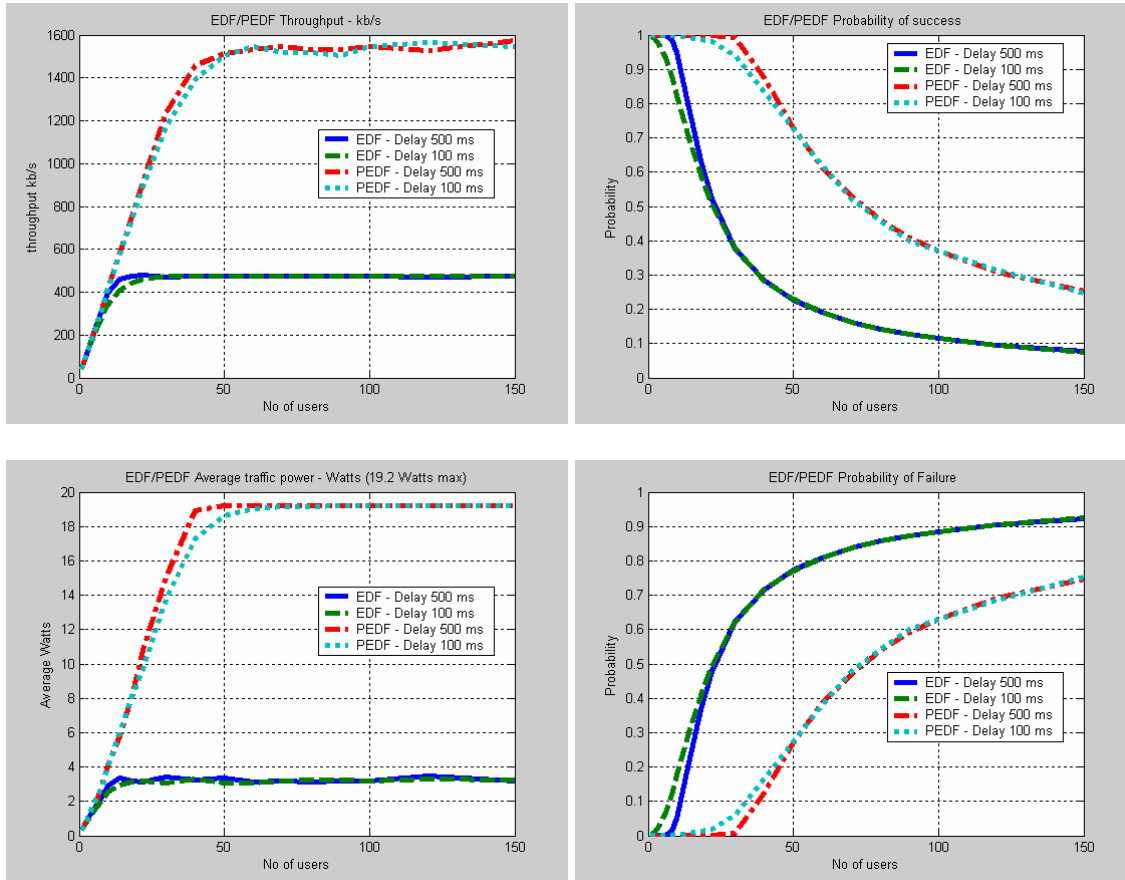 EDF/PEDF Throughput - kb/s
throughput kb/s
1600
1400
1200
1000
800
600
400
200
0
0 50 100 150
No of users
EDF - Delay 500 ms
EDF - Delay 100 ms
PEDF - Delay 500 ms
PEDF - Delay 100 ms
EDF/PEDF Probability of success
Probability
1
0.9
0.8
0.7
0.6
0.5
0.4
0.3
0.2
0.1
0
0 50 100 150
No of users
EDF - Delay 500 ms
EDF - Delay 100 ms
PEDF - Delay 500 ms
PEDF - Delay 100 ms
EDF/PEDF Average traffic power - Watts (19.2 Watts max)
Average Watts
20
18
16
14
12
10
8
6
4
2
0
0 50 100 150
No of users
EDF - Delay 500 ms
EDF - Delay 100 ms
PEDF - Delay 500 ms
PEDF - Delay 100 ms
EDF/PEDF Probability of Failure
Probability
1
0.9
0.8
0.7
0.6
0.5
0.4
0.3
0.2
0.1
0
0 50 100 150
No of users
EDF - Delay 500 ms
EDF - Delay 100 ms
PEDF - Delay 500 ms
PEDF - Delay 100 ms